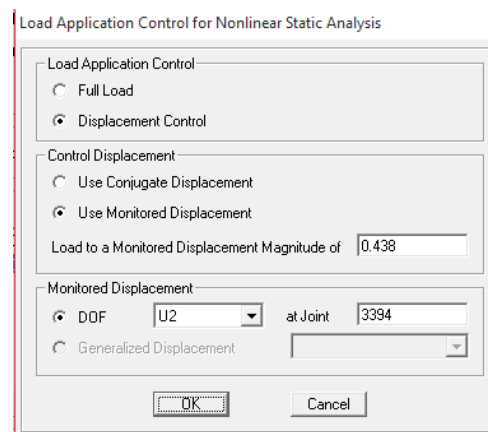 Load Application Control for Nonlinear Static Analysis
Load Application Control
Full Load
Displacement Control
Control Displacement
Use Conjugate Displacement
Use Monitored Displacement
Load to a Monitored Displacement Magnitude of 0.438
Monitored Displacement
DOF U2 at Joint 3394
Generalized Displacement
OK Cancel